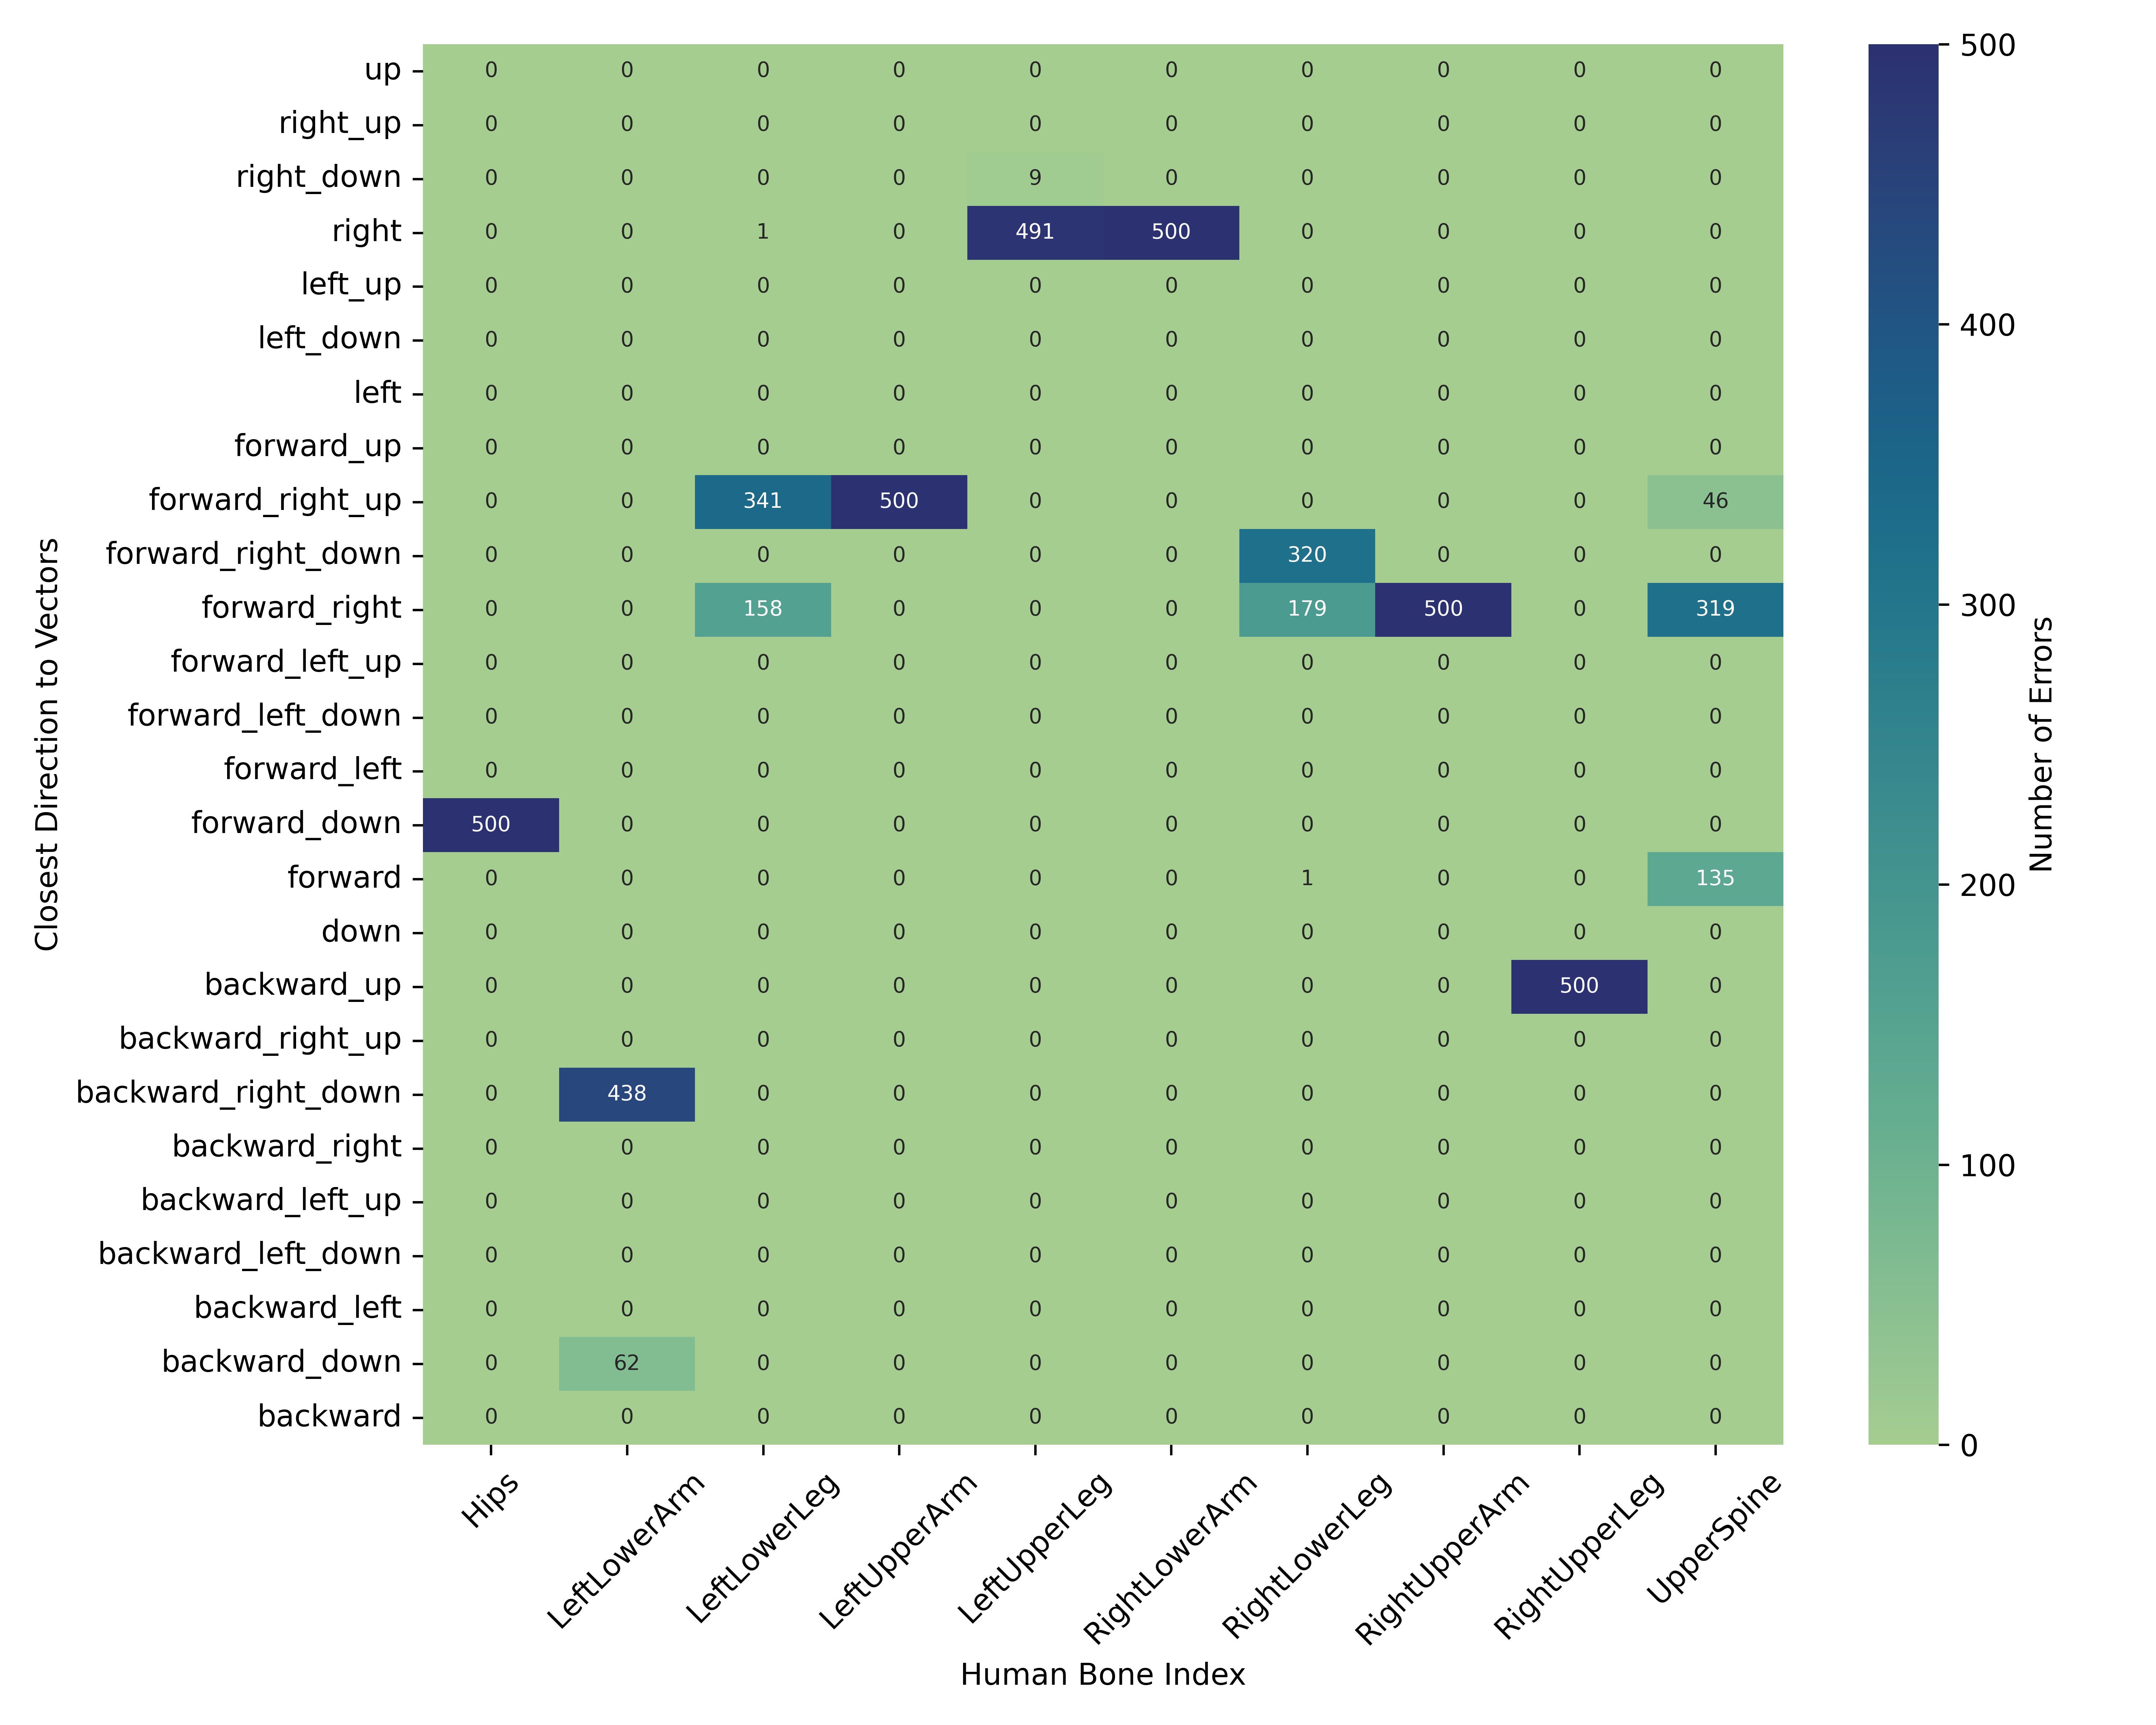 up 0 0 0 0 0 0 0 0 0 0
right_up 0 0 0 0 0 0 0 0 0 0
right_down 0 0 0 0 9 0 0 0 0 0
right 0 0 1 0 491 500 0 0 0 0
left_up 0 0 0 0 0 0 0 0 0 0
left_down 0 0 0 0 0 0 0 0 0 0
left 0 0 0 0 0 0 0 0 0 0
forward_up 0 0 0 0 0 0 0 0 0 0
forward_right_up 0 0 341 500 0 0 0 0 0 46
forward_right_down 0 0 0 0 0 0 320 0 0 0
forward_right 0 0 158 0 0 0 179 500 0 319
forward_left_up 0 0 0 0 0 0 0 0 0 0
forward_left_down 0 0 0 0 0 0 0 0 0 0
forward_left 0 0 0 0 0 0 0 0 0 0
forward_down 500 0 0 0 0 0 0 0 0 0
forward 0 0 0 0 0 0 1 0 0 135
down 0 0 0 0 0 0 0 0 0 0
backward_up 0 0 0 0 0 0 0 0 500 0
backward_right_up 0 0 0 0 0 0 0 0 0 0
backward_right_down 0 438 0 0 0 0 0 0 0 0
backward_right 0 0 0 0 0 0 0 0 0 0
backward_left_up 0 0 0 0 0 0 0 0 0 0
backward_left_down 0 0 0 0 0 0 0 0 0 0
backward_left 0 0 0 0 0 0 0 0 0 0
backward_down 0 62 0 0 0 0 0 0 0 0
backward 0 0 0 0 0 0 0 0 0 0
Hips LeftLowerArm LeftLowerLeg LeftUpperArm LeftUpperLeg RightLowerArm RightLowerLeg RightUpperArm RightUpperLeg UpperSpine
Human Bone Index
Closest Direction to Vectors
500
400
300
200
100
0
Number of Errors